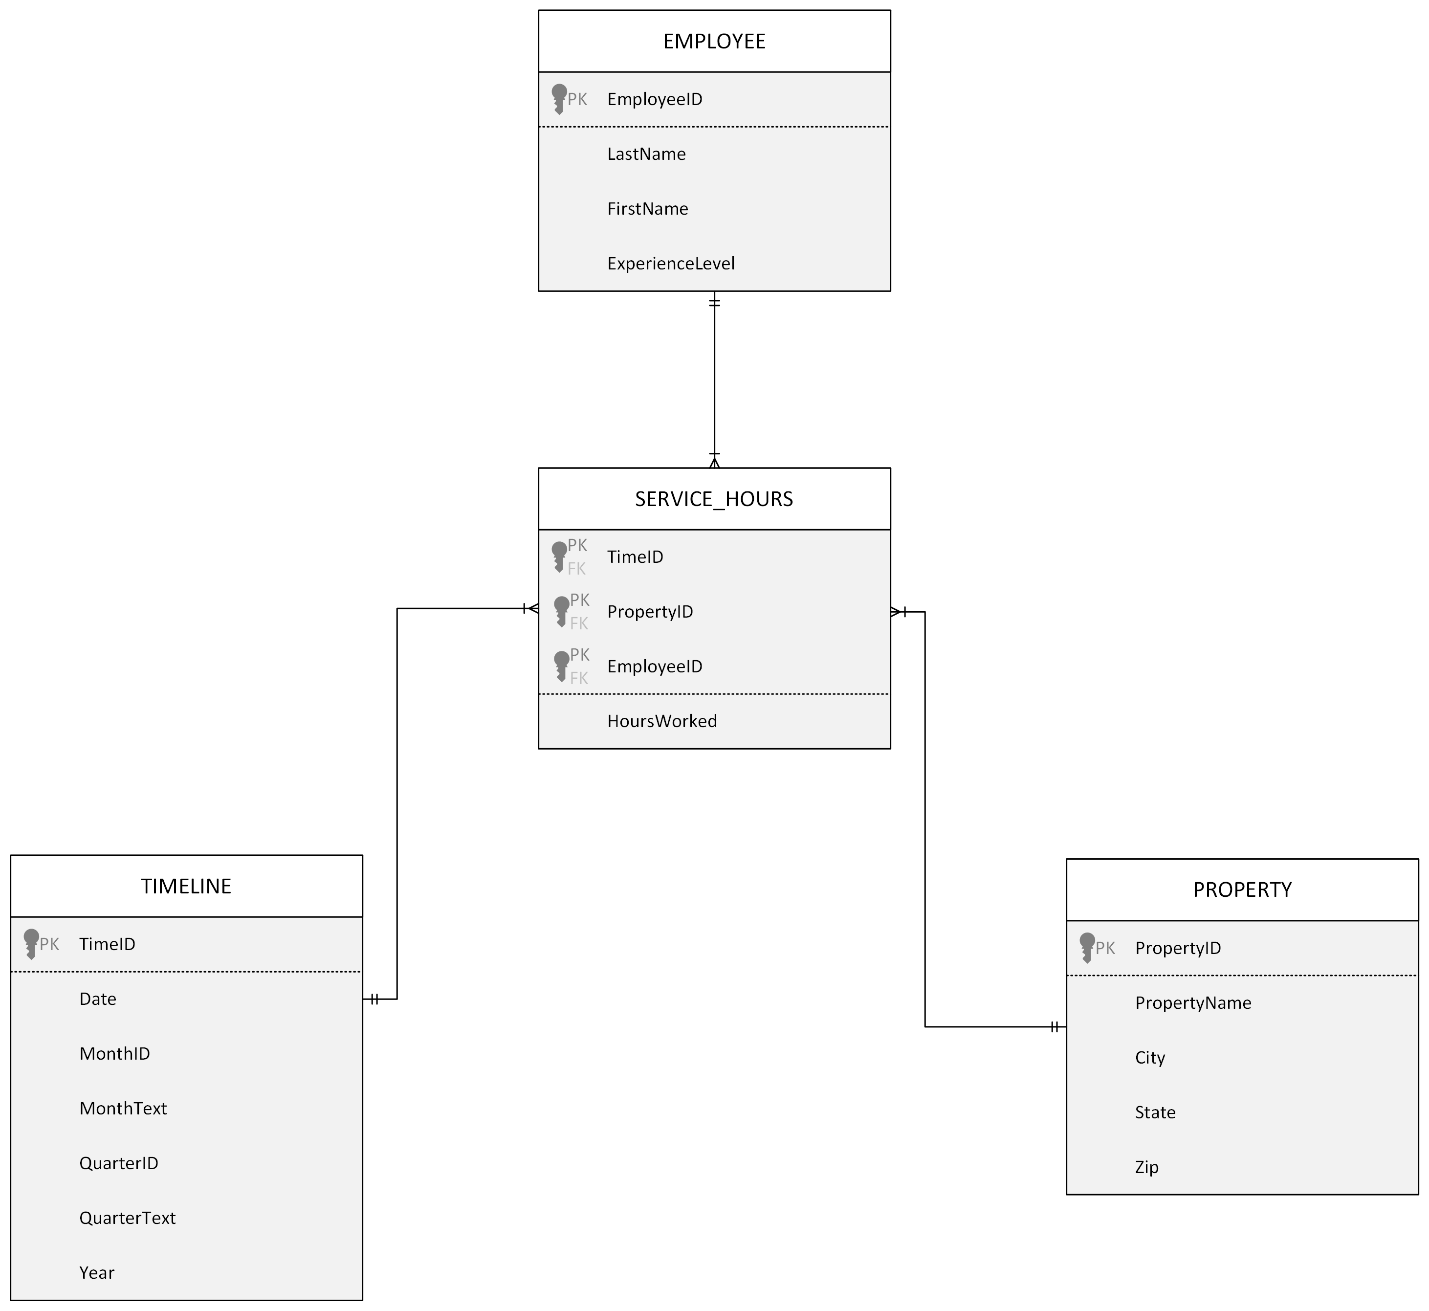 EMPLOYEE
PK EmployeeID
LastName
FirstName
ExperienceLevel
SERVICE_HOURS
PK
FK
TimeID
PK
FK
PropertyID
PK
FK
EmployeeID
HoursWorked
TIMELINE
PK TimeID
Date
MonthID
MonthText
QuarterID
QuarterText
Year
PROPERTY
PK PropertyID
PropertyName
City
State
Zip